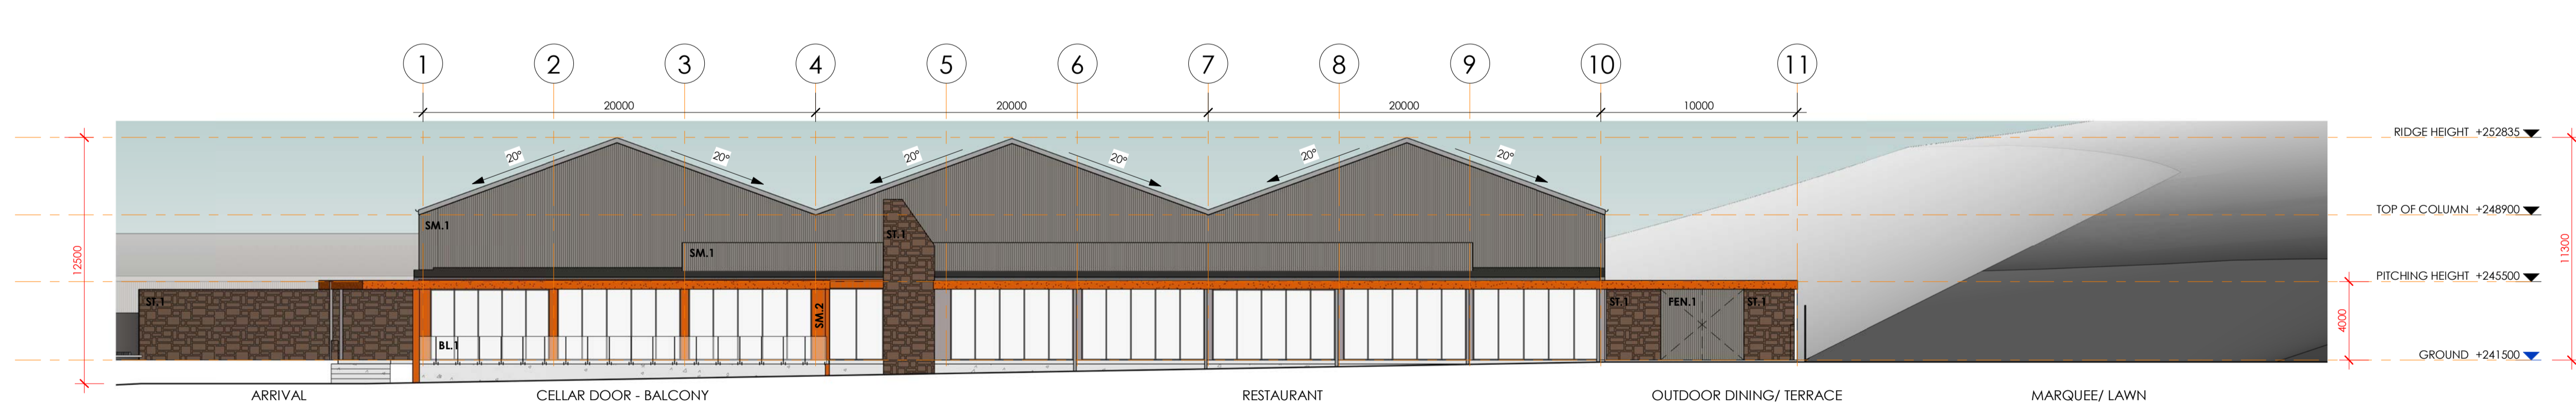 1 2 3 4 5 6 7 8 9 10 11
20000 20000 20000 10000
RIDGE HEIGHT +252835
20° 20° 20° 20° 20° 20°
TOP OF COLUMN +248900
SM.1
ST.1
SM.1
12500
11300
PITCHING HEIGHT +245500
ST.1
SM.2
ST.1 FEN.1 ST.1
4000
BL.1
GROUND +241500
ARRIVAL CELLAR DOOR - BALCONY RESTAURANT OUTDOOR DINING/ TERRACE MARQUEE/ LAWN